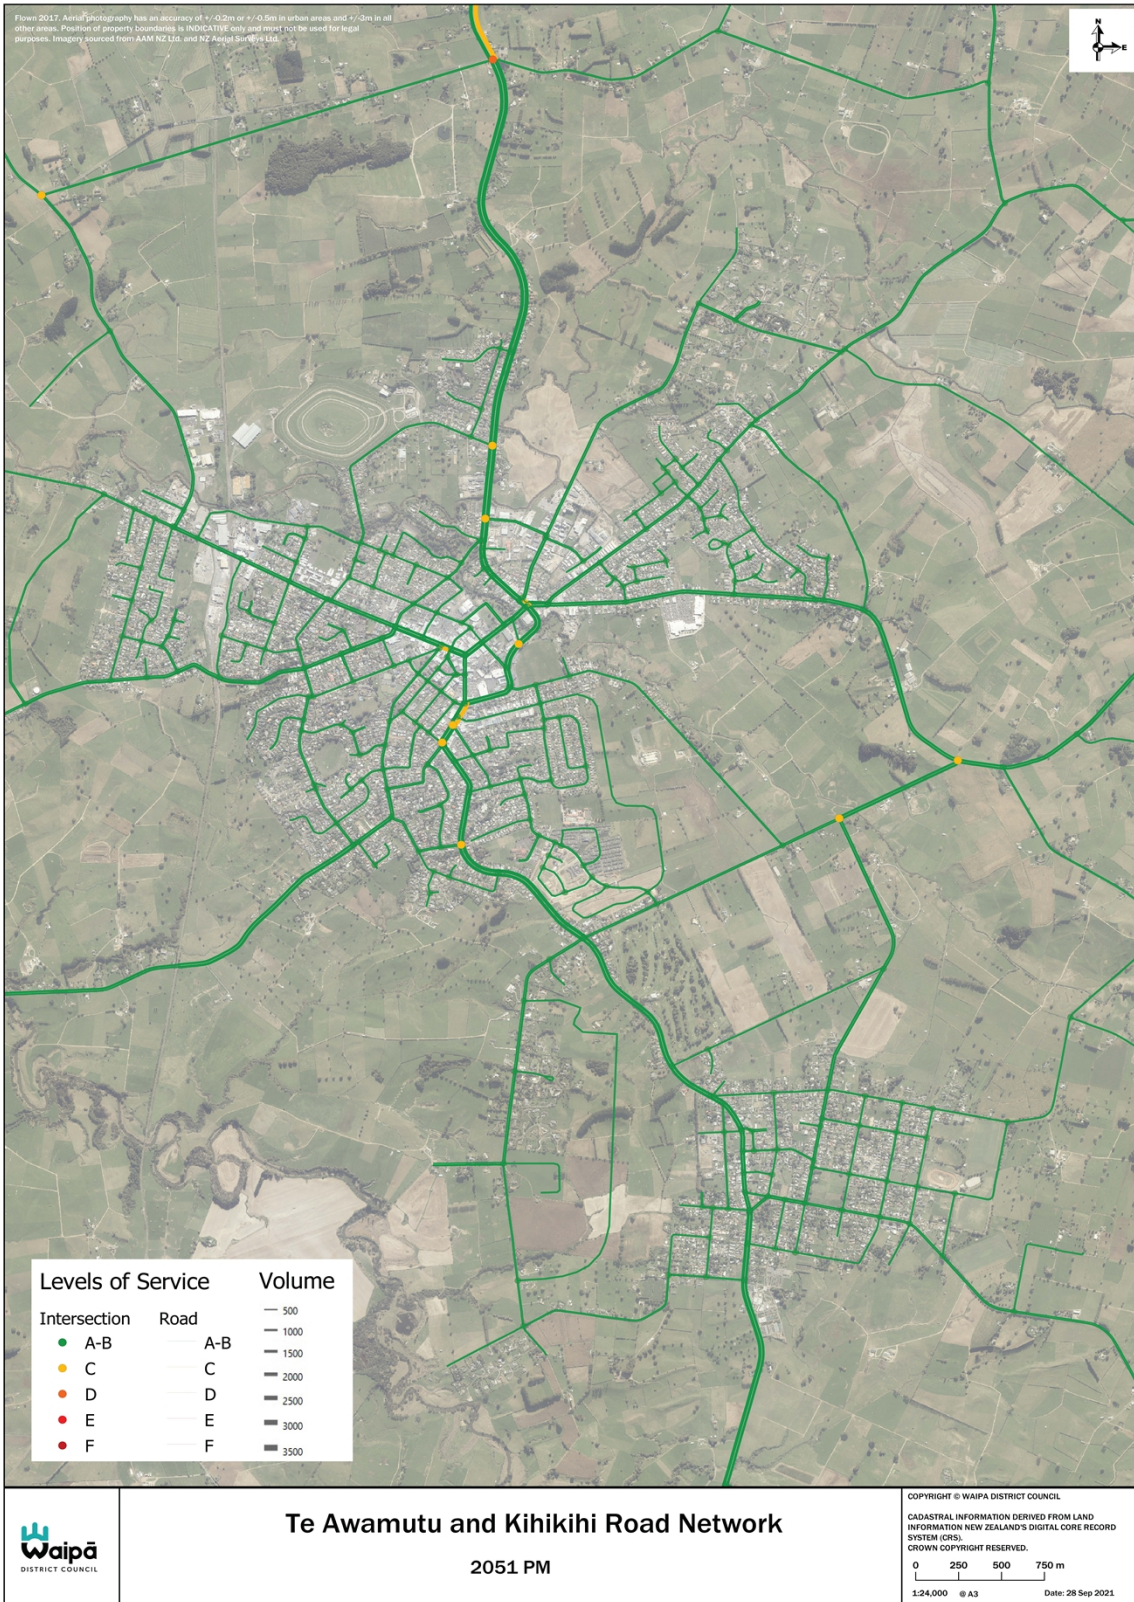 Flown 2017. Aerial photography has an accuracy of +/-0.2m or +/-0.5m in urban areas and +/-3m in all
other areas. Position of property boundaries is INDICATIVE only and must not be used for legal
purposes. Imagery sourced from AAM NZ Ltd. and NZ Aerial Surveys Ltd.
N
E
Levels of Service
Volume
Intersection Road
A-B A-B
C C
D D
E E
F F
500
1000
1500
2000
2500
3000
3500
Waipā
DISTRICT COUNCIL
Te Awamutu and Kihikihi Road Network
2051 PM
COPYRIGHT © WAIPA DISTRICT COUNCIL
CADASTRAL INFORMATION DERIVED FROM LAND
INFORMATION NEW ZEALAND'S DIGITAL CORE RECORD
SYSTEM (CRS).
CROWN COPYRIGHT RESERVED.
0 250 500 750 m
1:24,000 @ A3 Date: 28 Sep 2021